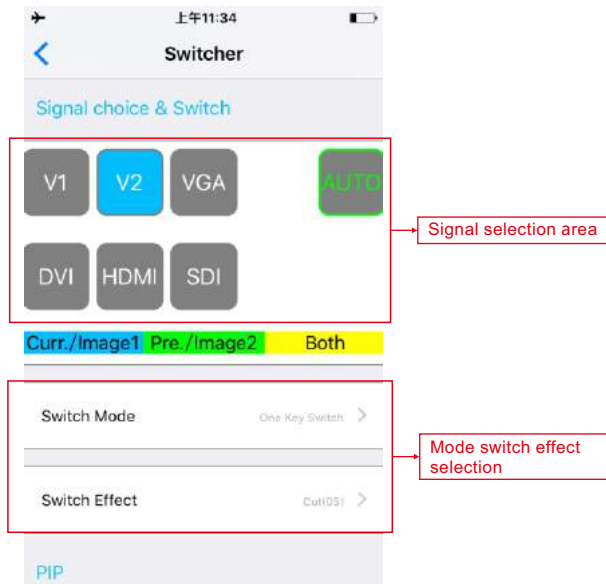 上午11:34
Switcher
Signal choice & Switch
V1 V2 VGA AUTO
Signal selection area
DVI HDMI SDI
Curr./Image1 Pre./Image2 Both
Switch Mode One Key Switch
Mode switch effect
selection
Switch Effect Cut(0S)
PIP